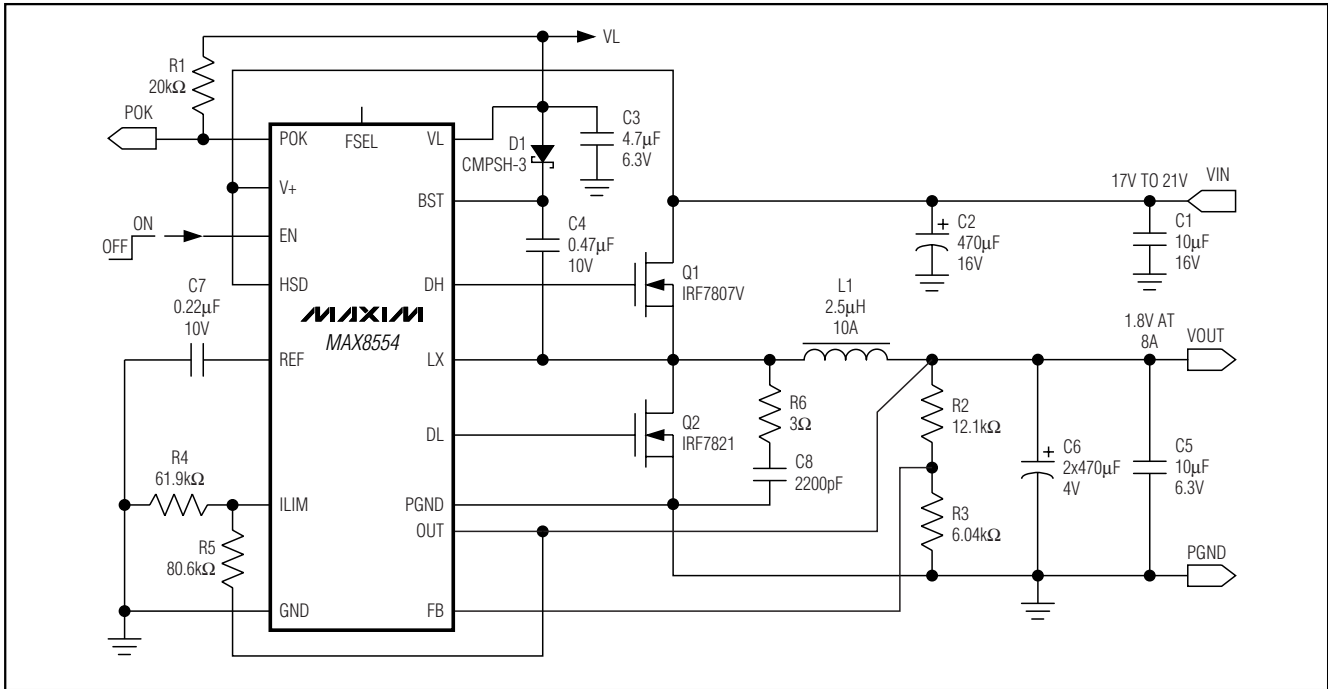 VL
R1
20kΩ
POK
POK
FSEL
VL
D1
CMPSH-3
C3
4.7μF
6.3V
V+
BST
17V TO 21V
VIN
ON
OFF
EN
C4
0.47μF
10V
C2
470μF
16V
C1
10μF
16V
HSD
DH
Q1
IRF7807V
C7
0.22μF
10V
MAXIM
MAX8554
L1
2.5μH
10A
1.8V AT
8A
VOUT
REF
LX
R6
3Ω
R2
12.1kΩ
DL
Q2
IRF7821
C8
2200pF
C6
2x470μF
4V
C5
10μF
6.3V
R4
61.9kΩ
ILIM
PGND
OUT
R3
6.04kΩ
R5
80.6kΩ
PGND
GND
FB
+
+